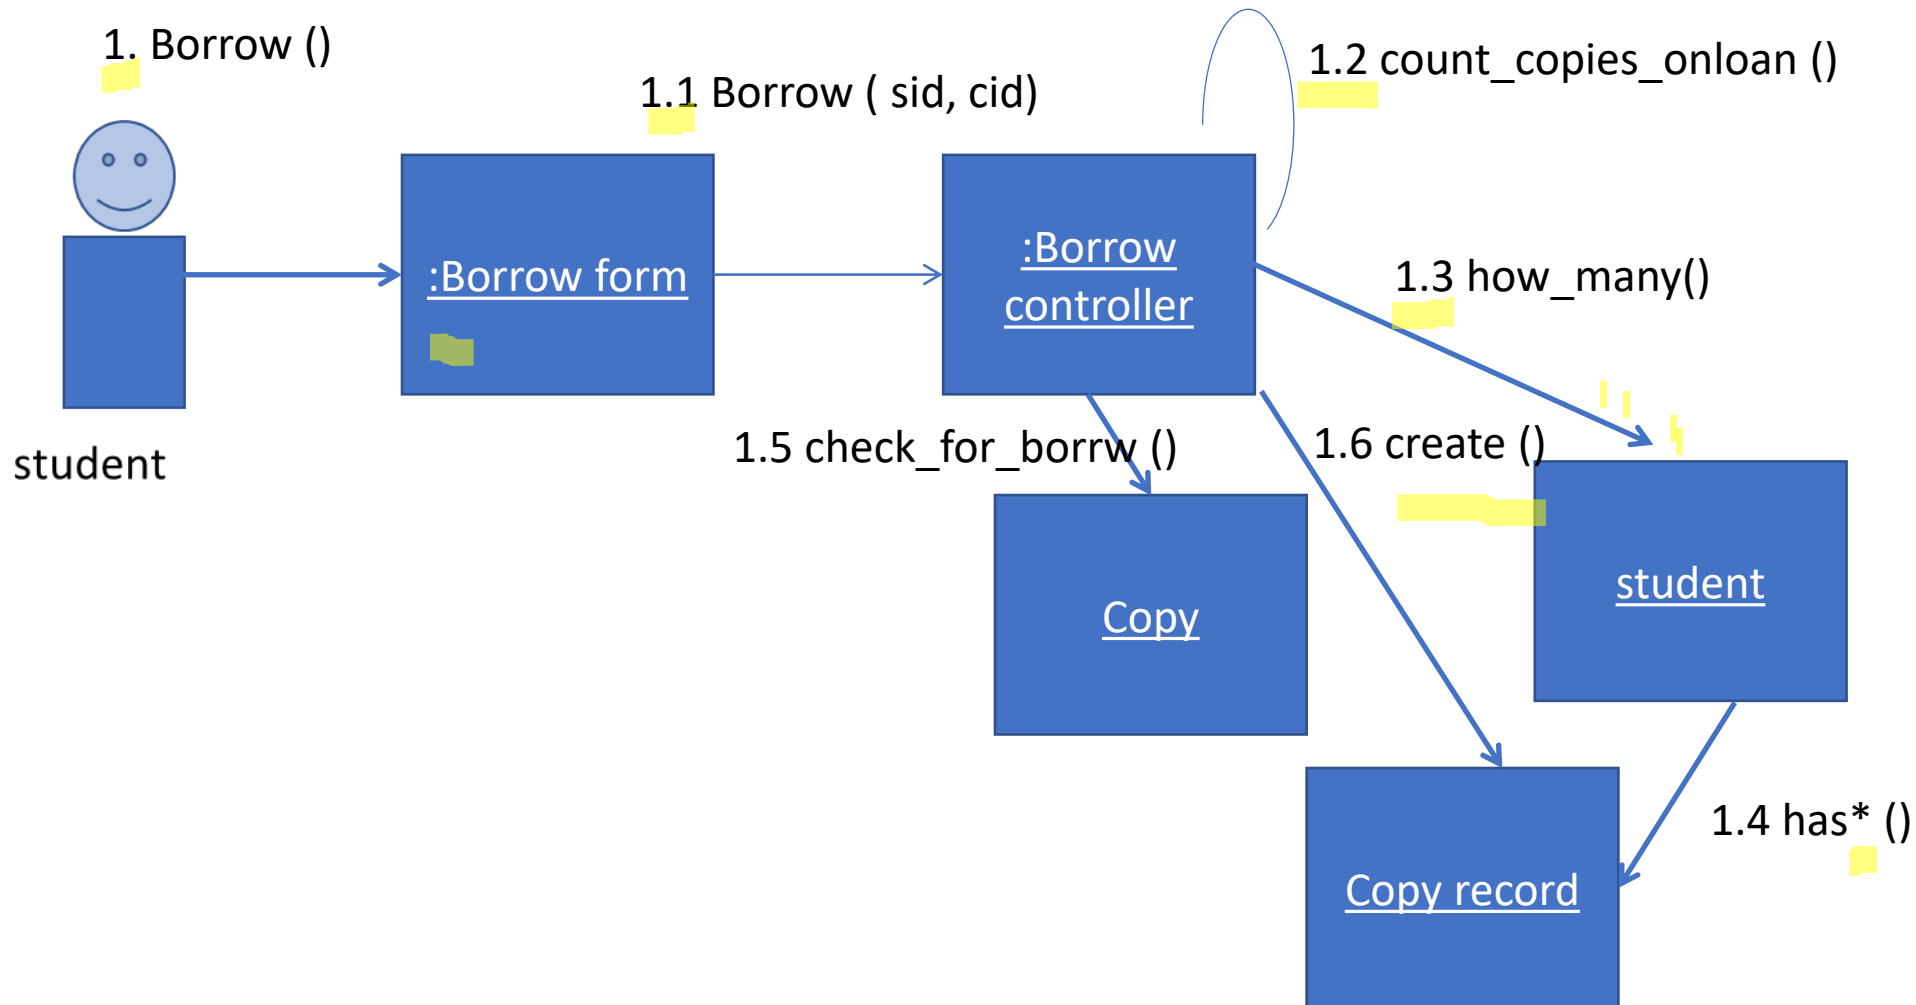 1. Borrow ()
1.1 Borrow ( sid, cid)
1.2 count_copies_onloan ()
:Borrow form
:Borrow
controller
1.3 how_many()
student
1.5 check_for_borrw ()
1.6 create ()
Copy
student
1.4 has* ()
Copy record